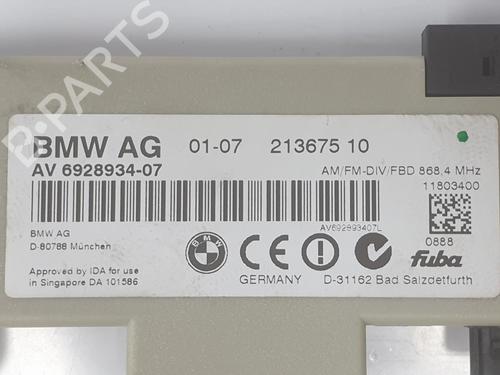 B-PARTS
BMW AG 01-07 213675 10
AV 6928934-07 AM/FM-DIV/FBD 868,4 MHz
11803400
BMW AG
D-80788 München
AV692893407L
0888
Approved by IDA for use
in Singapore DA 101586
BMW CE
GERMANY
fuba
D-31162 Bad Salzdetfurth